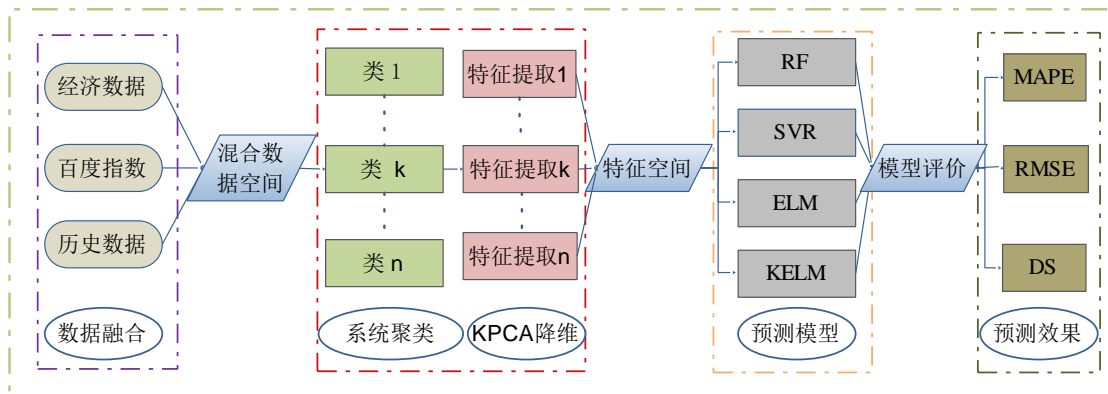 经济数据
百度指数
历史数据
数据融合
混合数
据空间
类 1
类 k
类 n
系统聚类
特征提取1
特征提取k
特征提取n
KPCA降维
特征空间
RF
SVR
ELM
KELM
预测模型
模型评价
MAPE
RMSE
DS
预测效果